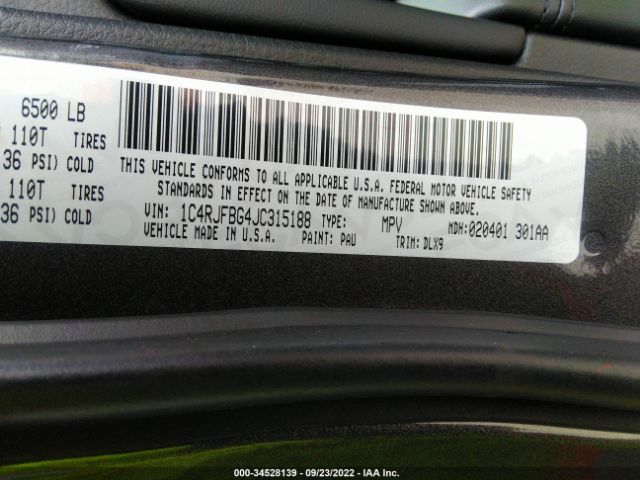 6500 LB
110T TIRES
36 PSI) COLD
110T TIRES
36 PSI) COLD
THIS VEHICLE CONFORMS TO ALL APPLICABLE U.S.A. FEDERAL MOTOR VEHICLE SAFETY
STANDARDS IN EFFECT ON THE DATE OF MANUFACTURE SHOWN ABOVE.
VIN: 1C4RJFBG4JC315188 TYPE: MPV MDH:020401 301AA
VEHICLE MADE IN U.S.A. PAINT: PAU TRIM: DLX9
000-34528139 - 09/23/2022 - IAA Inc.